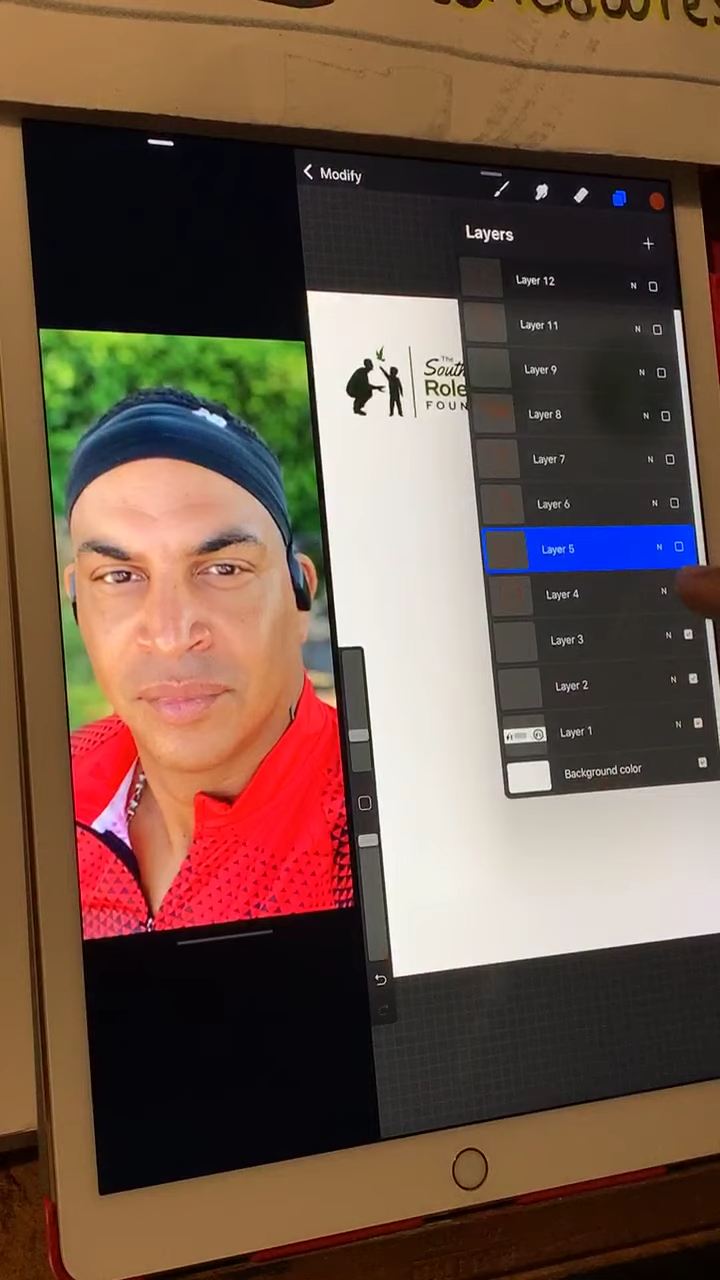 Modify
Layers
Layer 12 N
Layer 11 N
Layer 9 N
Layer 8 N
Layer 7 N
Layer 6 N
Layer 5 N
Layer 4 N
Layer 3 N
Layer 2 N
Layer 1 N
Background color
The
South
Role
FOUN